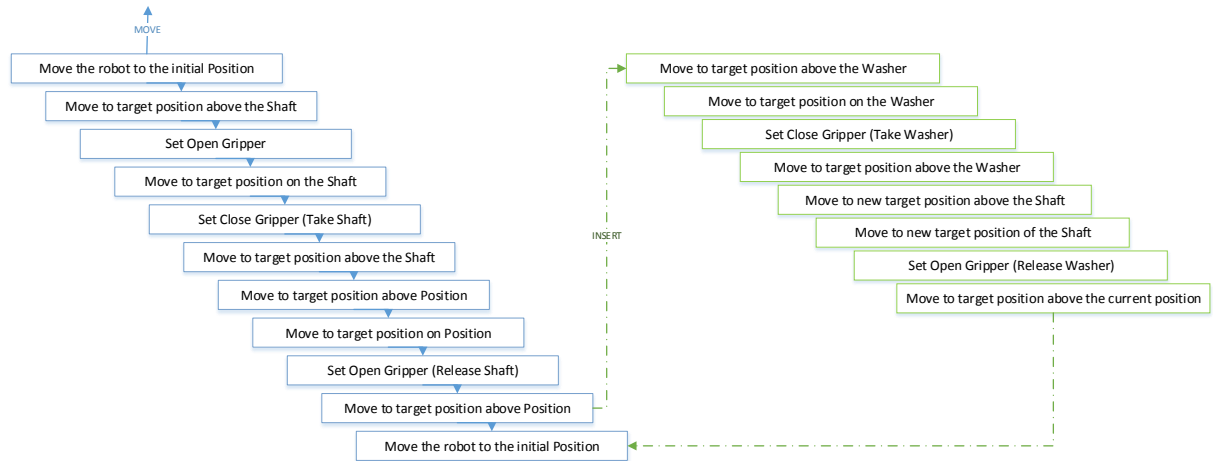 MOVE
Move the robot to the initial Position
Move to target position above the Shaft
Set Open Gripper
Move to target position on the Shaft
Set Close Gripper (Take Shaft)
Move to target position above the Shaft
Move to target position above Position
Move to target position on Position
Set Open Gripper (Release Shaft)
Move to target position above Position
Move the robot to the initial Position
INSERT
Move to target position above the Washer
Move to target position on the Washer
Set Close Gripper (Take Washer)
Move to target position above the Washer
Move to new target position above the Shaft
Move to new target position of the Shaft
Set Open Gripper (Release Washer)
Move to target position above the current position